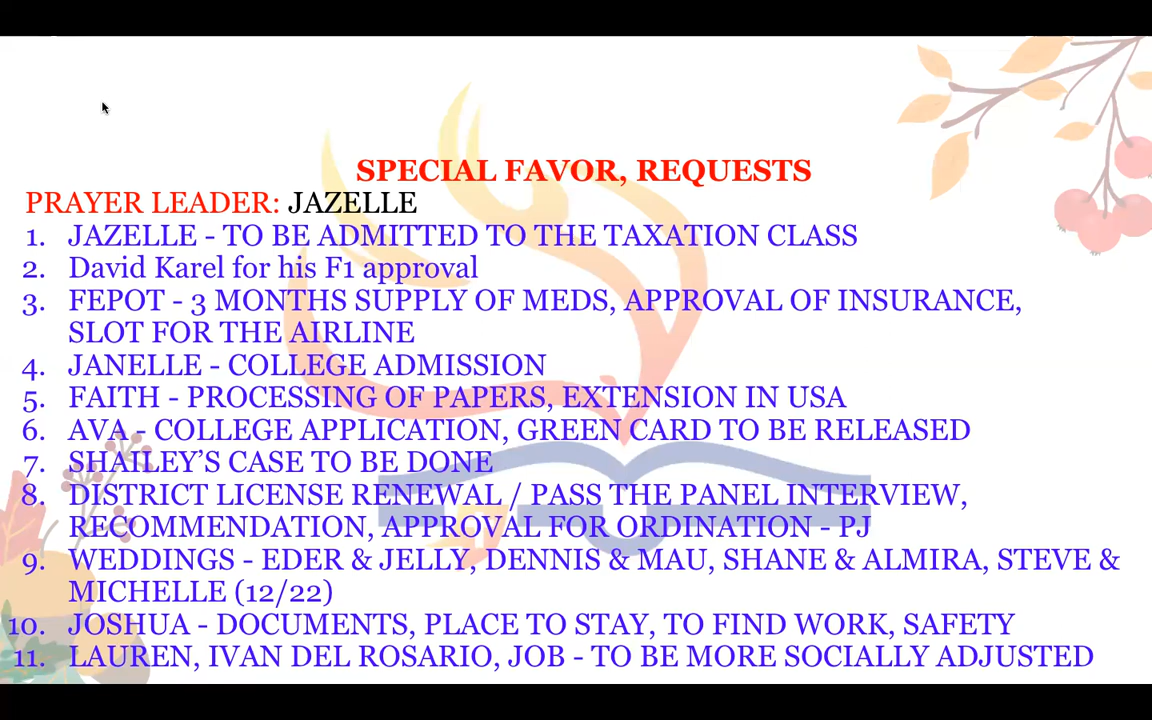 SPECIAL FAVOR, REQUESTS
PRAYER LEADER: JAZELLE
1. JAZELLE - TO BE ADMITTED TO THE TAXATION CLASS
2. David Karel for his F1 approval
3. FEPOT - 3 MONTHS SUPPLY OF MEDS, APPROVAL OF INSURANCE,
SLOT FOR THE AIRLINE
4. JANELLE - COLLEGE ADMISSION
5. FAITH - PROCESSING OF PAPERS, EXTENSION IN USA
6. AVA - COLLEGE APPLICATION, GREEN CARD TO BE RELEASED
7. SHAILEY’S CASE TO BE DONE
8. DISTRICT LICENSE RENEWAL / PASS THE PANEL INTERVIEW,
RECOMMENDATION, APPROVAL FOR ORDINATION - PJ
9. WEDDINGS - EDER & JELLY, DENNIS & MAU, SHANE & ALMIRA, STEVE &
MICHELLE (12/22)
10. JOSHUA - DOCUMENTS, PLACE TO STAY, TO FIND WORK, SAFETY
11. LAUREN, IVAN DEL ROSARIO, JOB - TO BE MORE SOCIALLY ADJUSTED